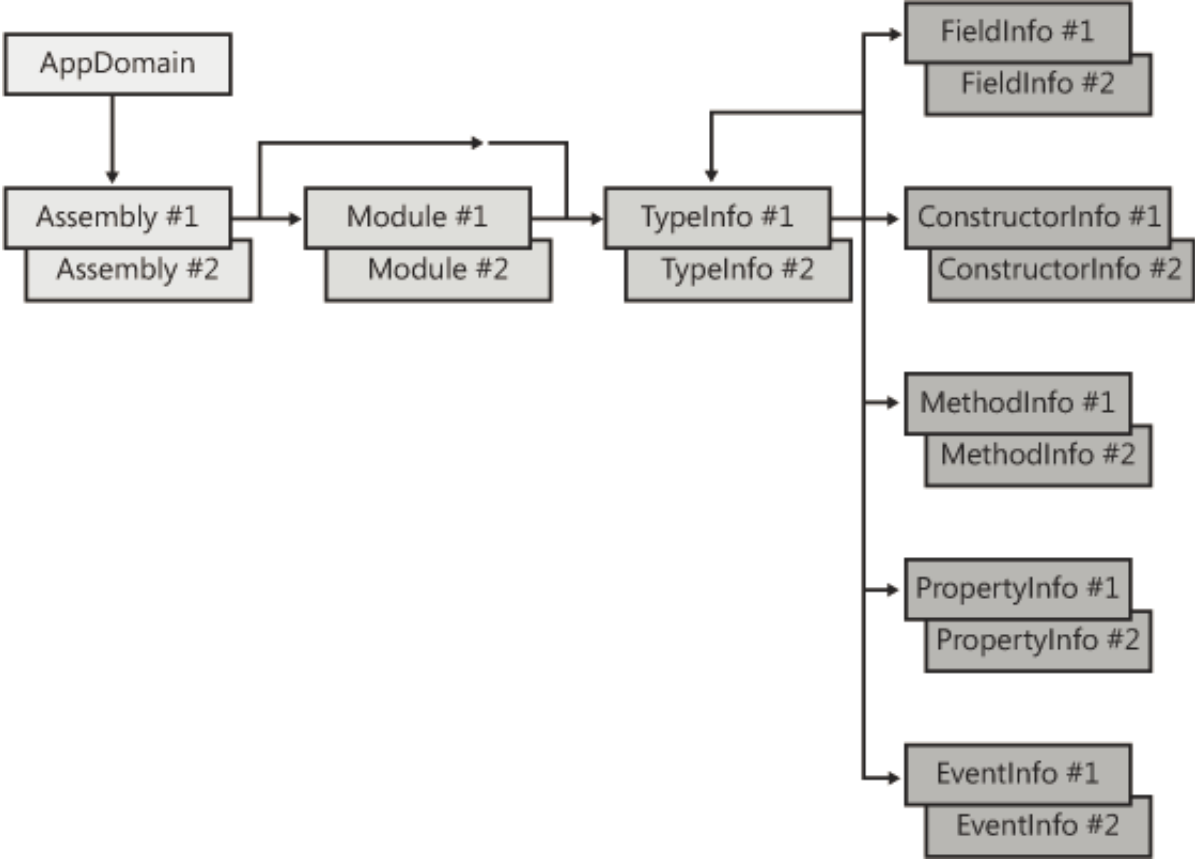 AppDomain
Assembly #1
Assembly #2
Module #1
Module #2
TypeInfo #1
TypeInfo #2
FieldInfo #1
FieldInfo #2
ConstructorInfo #1
ConstructorInfo #2
MethodInfo #1
MethodInfo #2
PropertyInfo #1
PropertyInfo #2
EventInfo #1
EventInfo #2